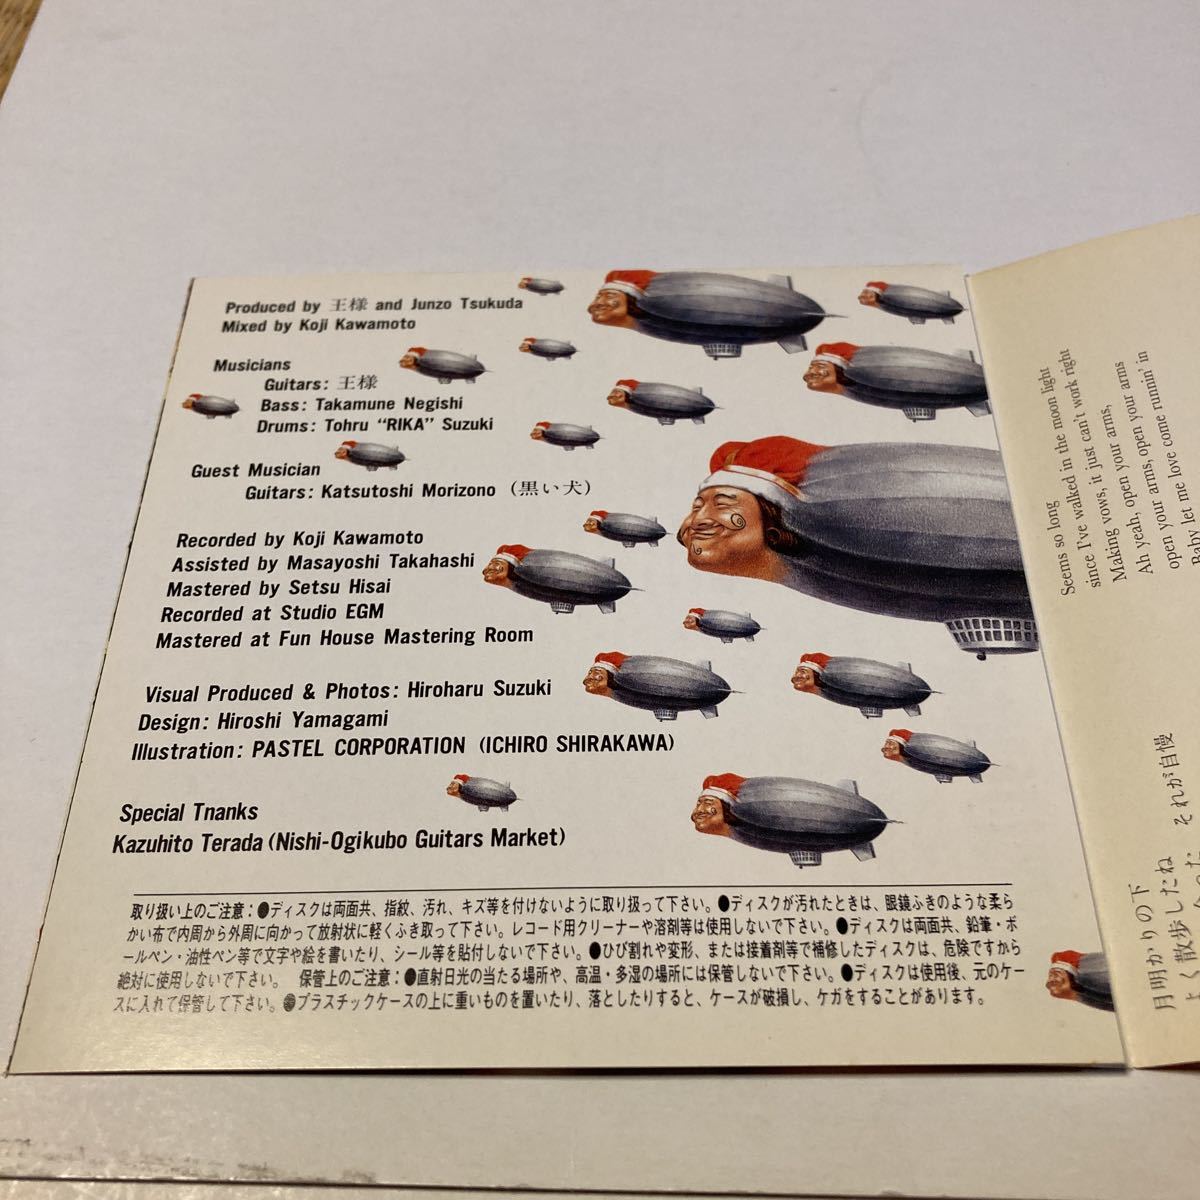 Produced by 王様 and Junzo Tsukuda
Mixed by Koji Kawamoto
Musicians
Guitars: 王様
Bass: Takamune Negishi
Drums: Tohru “RIKA” Suzuki
Guest Musician
Guitars: Katsutoshi Morizono (黒い犬)
Recorded by Koji Kawamoto
Assisted by Masayoshi Takahashi
Mastered by Setsu Hisai
Recorded at Studio EGM
Mastered at Fun House Mastering Room
Visual Produced & Photos: Hiroharu Suzuki
Design: Hiroshi Yamagami
Illustration: PASTEL CORPORATION (ICHIRO SHIRAKAWA)
Special Tnanks
Kazuhito Terada (Nishi-Ogikubo Guitars Market)
取り扱い上のご注意：●ディスクは両面共、指紋、汚れ、キズ等を付けないように取り扱って下さい。●ディスクが汚れたときは、眼鏡ふきのような柔ら
かい布で内周から外周に向かって放射状に軽くふき取って下さい。レコード用クリーナーや溶剤等は使用しないで下さい。●ディスクは両面共、鉛筆・ボ
ールペン・油性ペン等で文字や絵を書いたり、シール等を貼付しないで下さい。●ひび割れや変形、または接着剤等で補修したディスクは、危険ですから
絶対に使用しないで下さい。 保管上のご注意：●直射日光の当たる場所や、高温・多湿の場所には保管しないで下さい。●ディスクは使用後、元のケー
スに入れて保管して下さい。●プラスチックケースの上に重いものを置いたり、落としたりすると、ケースが破損し、ケガをすることがあります。
Seems so long
since I've walked in the moon light
Making vows, it just can't work right
Ah yeah, open your arms,
open your arms, open your arms
Baby let me love come runnin' in
月明かりの下
よく散歩したね それが自慢